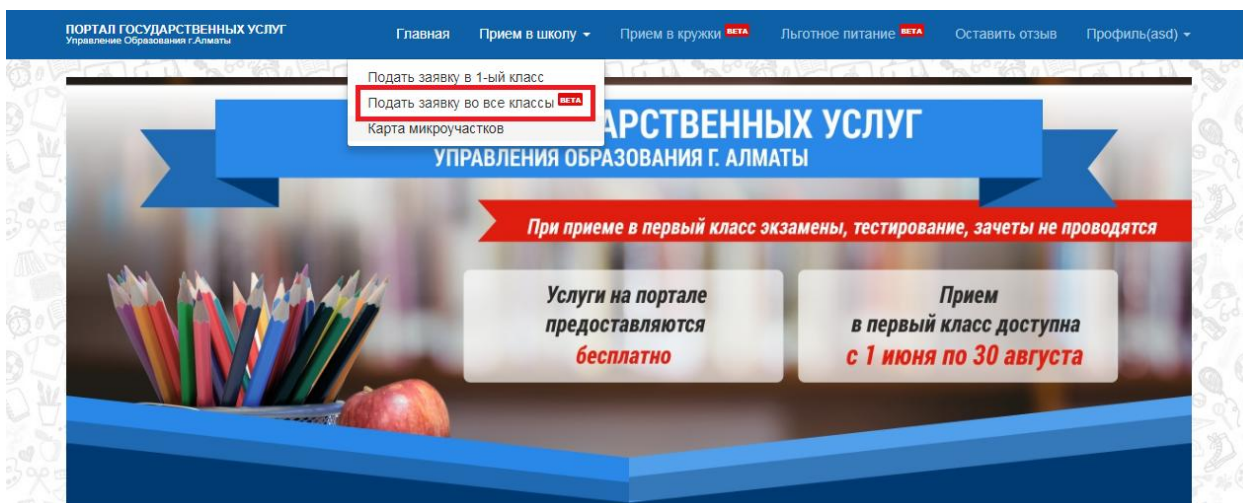 ПОРТАЛ ГОСУДАРСТВЕННЫХ УСЛУГ
Управление Образования г.Алматы
Главная
Прием в школу
Прием в кружки BETA
Льготное питание BETA
Оставить отзыв
Профиль(asd)
Подать заявку в 1-ый класс
Подать заявку во все классы BETA
Карта микроучастков
АРСТВЕННЫХ УСЛУГ
УПРАВЛЕНИЯ ОБРАЗОВАНИЯ Г. АЛМАТЫ
При приеме в первый класс экзамены, тестирование, зачеты не проводятся
Услуги на портале
предоставляются
бесплатно
Прием
в первый класс доступна
с 1 июня по 30 августа